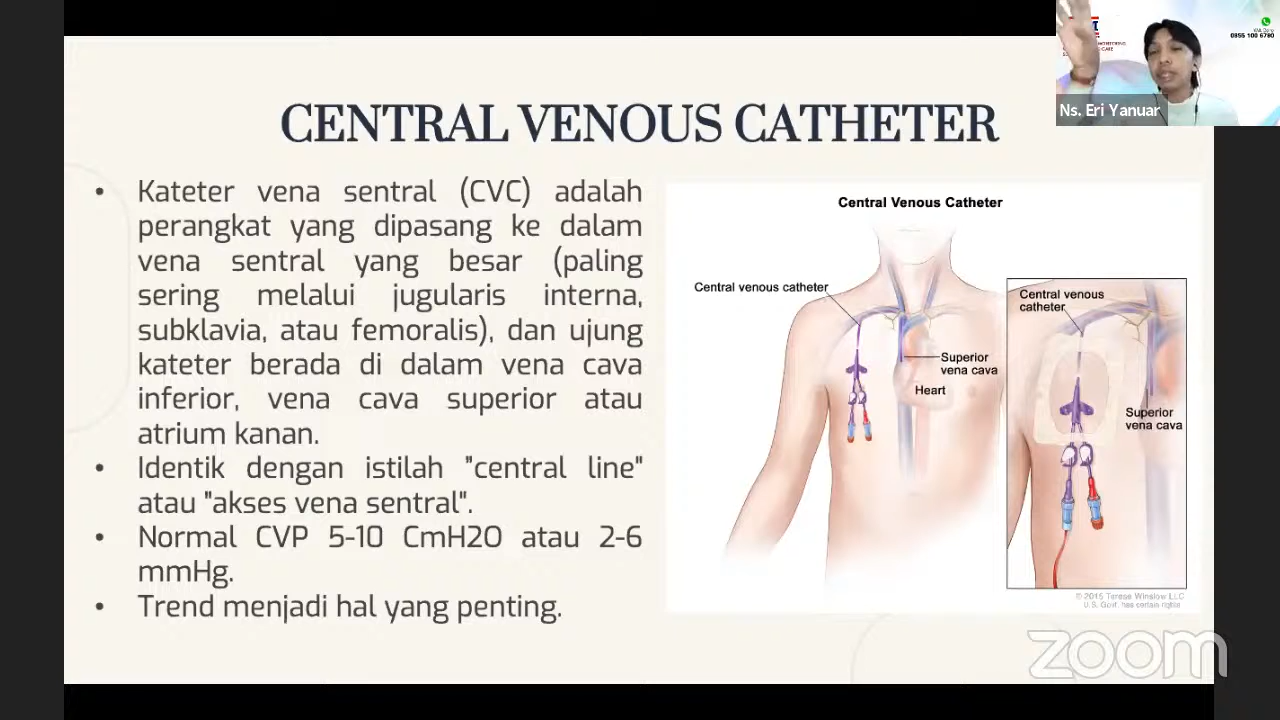 CENTRAL VENOUS CATHETER
• Kateter vena sentral (CVC) adalah
perangkat yang dipasang ke dalam
vena sentral yang besar (paling
sering melalui jugularis interna,
subklavia, atau femoralis), dan ujung
kateter berada di dalam vena cava
inferior, vena cava superior atau
atrium kanan.
• Identik dengan istilah "central line"
atau "akses vena sentral".
• Normal CVP 5-10 CmH2O atau 2-6
mmHg.
• Trend menjadi hal yang penting.
Central Venous Catheter
Central venous catheter
Superior
vena cava
Heart
Central venous
catheter
Superior
vena cava
© 2015 Terese Winslow LLC
U.S. Govt. has certain rights
0855 100 6780
Ns. Eri Yanuar
zoom